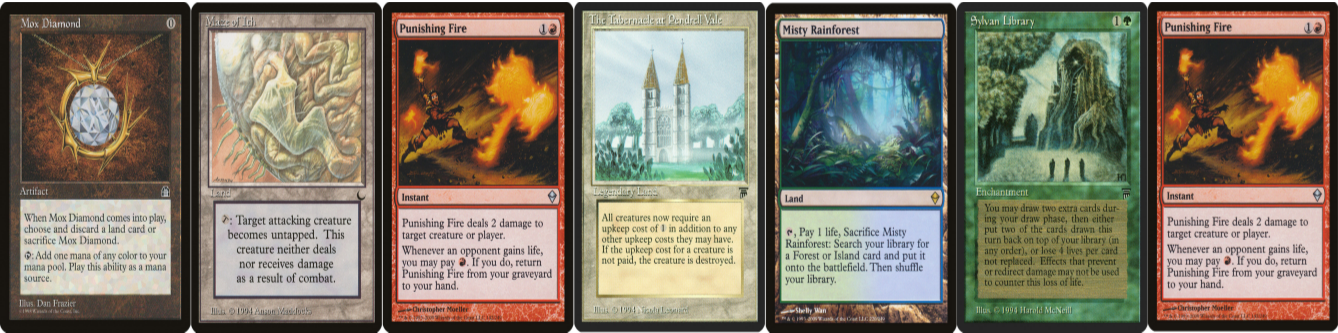 Mox Diamond
Artifact
When Mox Diamond comes into play,
choose and discard a land card or
sacrifice Mox Diamond.
: Add one mana of any color to your
mana pool. Play this ability as a mana
source.
Illus. Dan Frazier
Maze of Ith
Land
: Target attacking creature
becomes untapped. This
creature neither deals
nor receives damage
as a result of combat.
Illus. © 1994 Anson Maddocks
Punishing Fire 1
Instant
Punishing Fire deals 2 damage to
target creature or player.
Whenever an opponent gains life,
you may pay . If you do, return
Punishing Fire from your graveyard
to your hand.
Christopher Moeller
The Tabernacle at Pendrell Vale
Legendary Land
All creatures now require an
upkeep cost of 1 in addition to any
other upkeep costs they may have.
If the upkeep cost for a creature is
not paid, the creature is destroyed.
Illus. © 1994 Nicola Leonard
Misty Rainforest
Land
, Pay 1 life, Sacrifice Misty
Rainforest: Search your library for
a Forest or Island card and put it
onto the battlefield. Then shuffle
your library.
Shelly Wan
Sylvan Library 1
Enchantment
You may draw two extra cards dur-
ing your draw phase, then either
put two of the cards drawn this
turn back on top of your library (in
any order), or lose 4 lives per card
not replaced. Effects that prevent
or redirect damage may not be used
to counter this loss of life.
Illus. © 1994 Harold McNeill
Punishing Fire 1
Instant
Punishing Fire deals 2 damage to
target creature or player.
Whenever an opponent gains life,
you may pay . If you do, return
Punishing Fire from your graveyard
to your hand.
Christopher Moeller